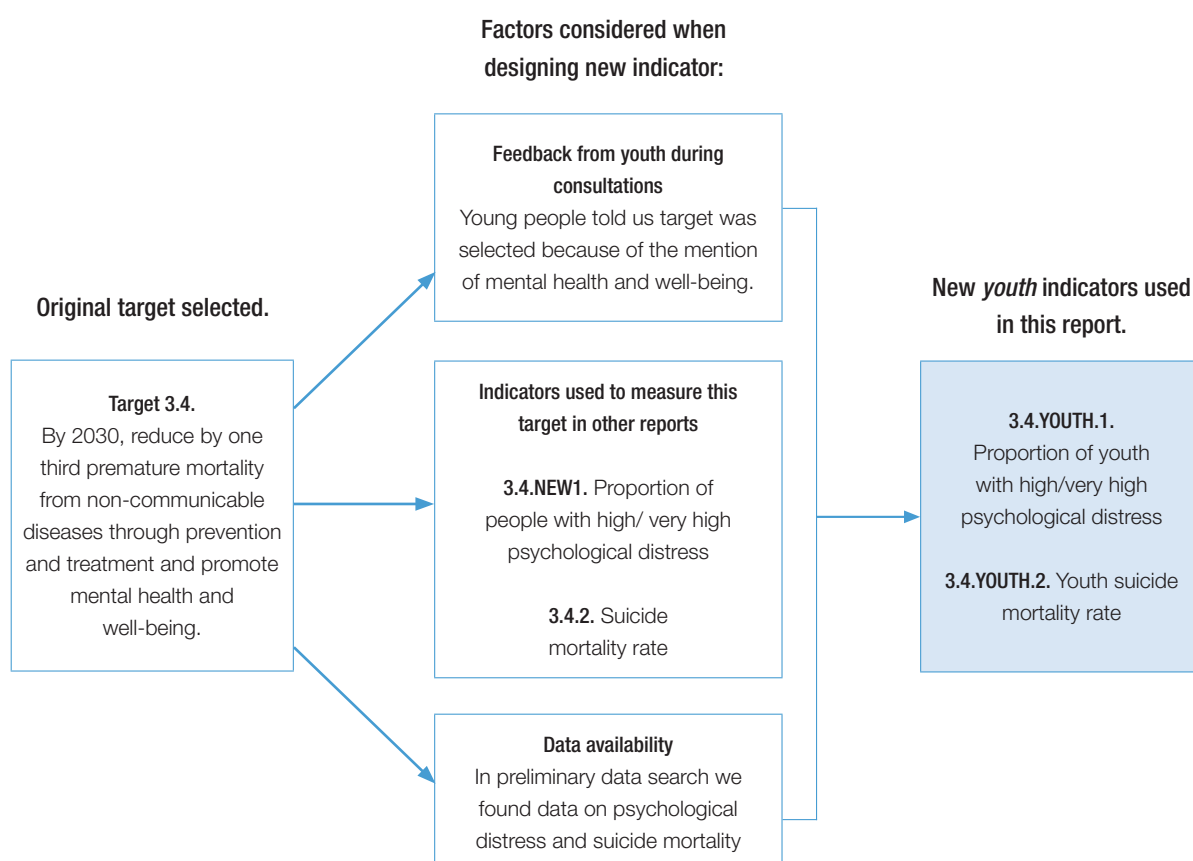 Factors considered when
designing new indicator:
Original target selected.
Target 3.4.
By 2030, reduce by one
third premature mortality
from non-communicable
diseases through prevention
and treatment and promote
mental health and
well-being.
Feedback from youth during
consultations
Young people told us target was
selected because of the mention
of mental health and well-being.
Indicators used to measure this
target in other reports
3.4.NEW1. Proportion of
people with high/ very high
psychological distress
3.4.2. Suicide
mortality rate
Data availability
In preliminary data search we
found data on psychological
distress and suicide mortality
New youth indicators used
in this report.
3.4.YOUTH.1.
Proportion of youth
with high/very high
psychological distress
3.4.YOUTH.2. Youth suicide
mortality rate